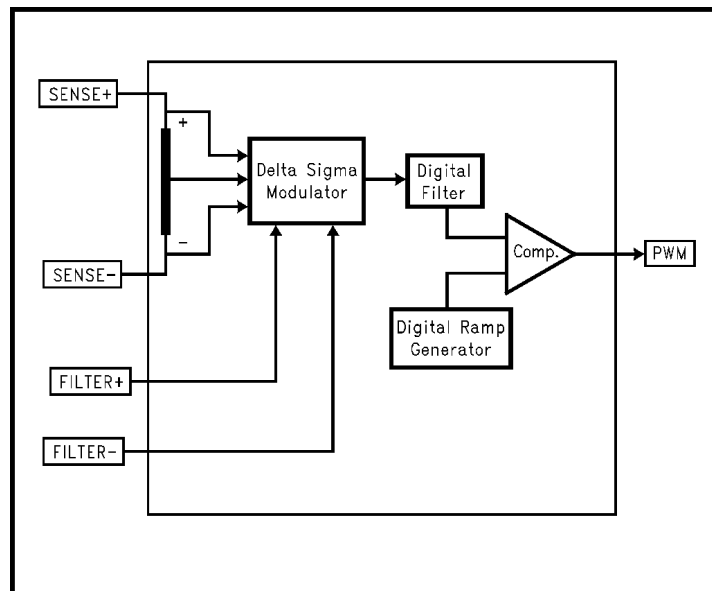 SENSE+
+
Delta Sigma
Modulator
Digital
Filter
-
Comp.
PWM
SENSE-
Digital Ramp
Generator
FILTER+
FILTER-